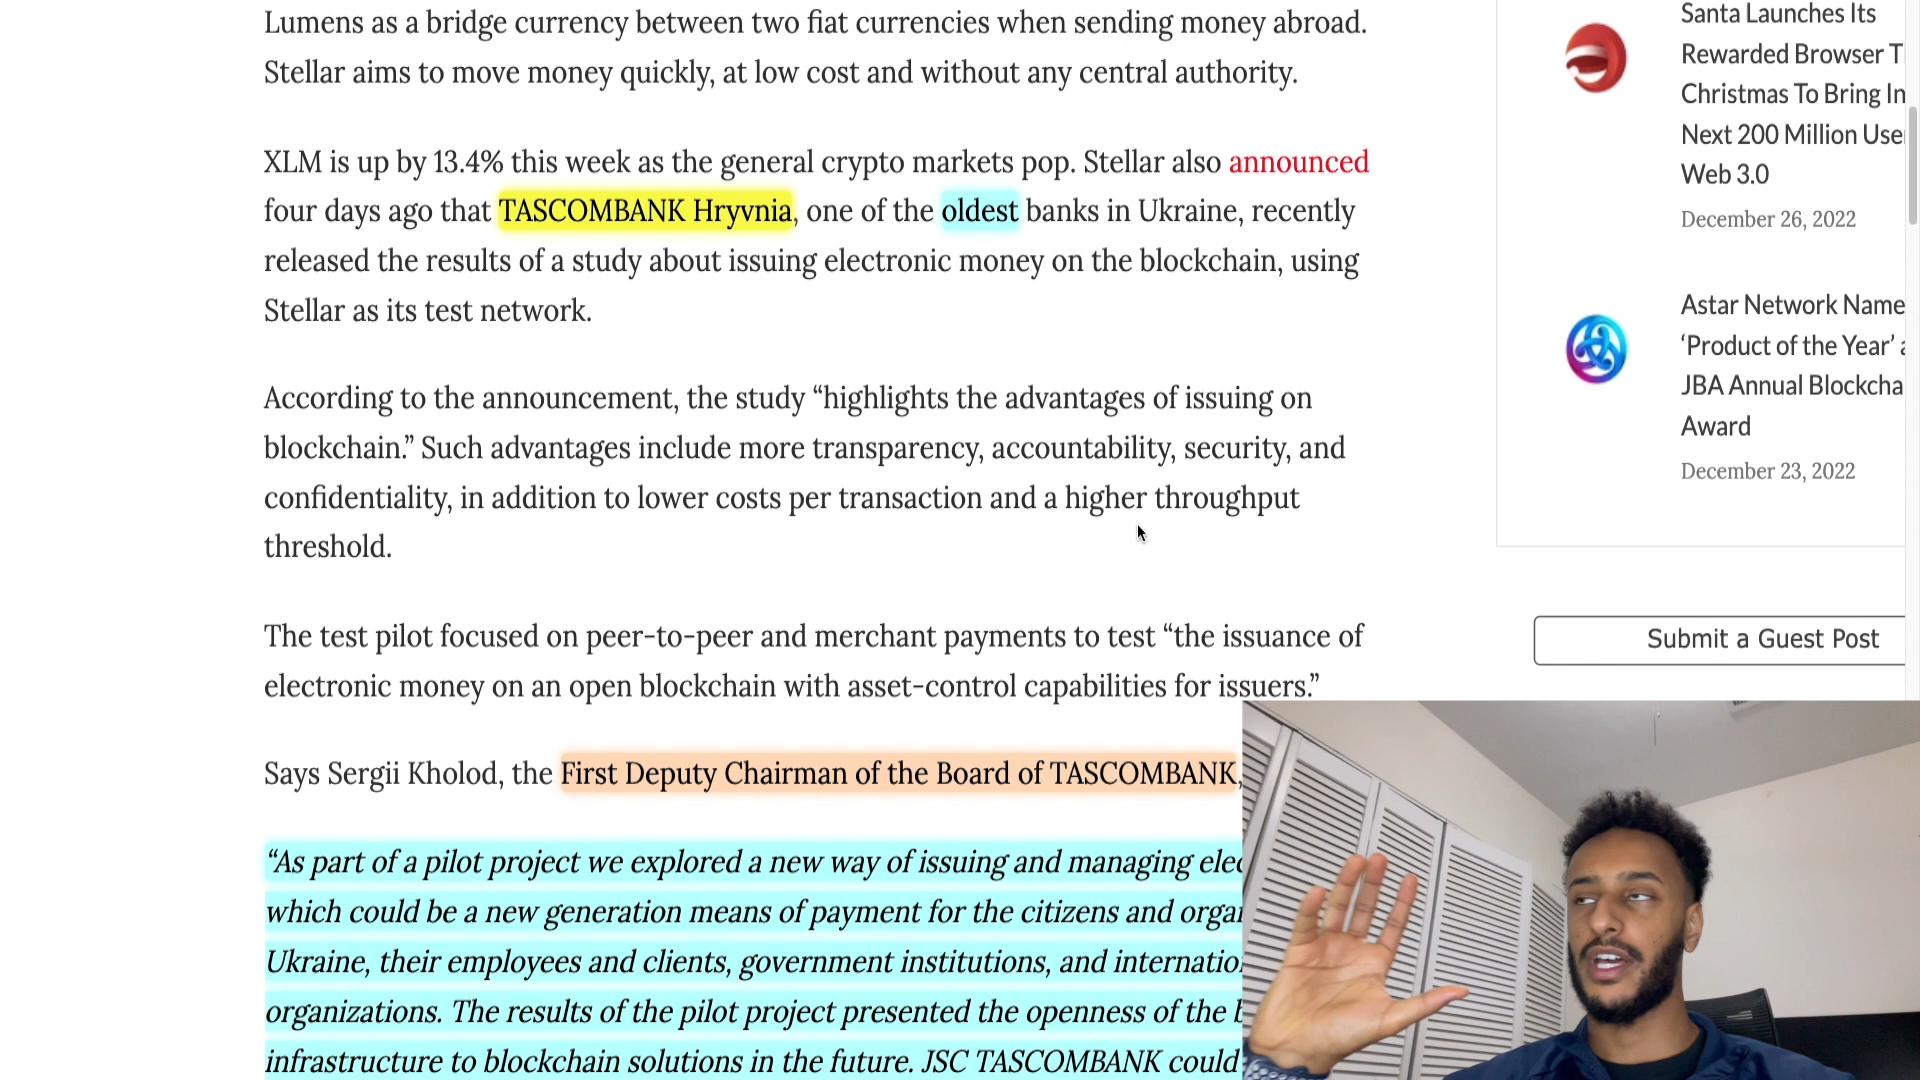 Lumens as a bridge currency between two fiat currencies when sending money abroad.
Stellar aims to move money quickly, at low cost and without any central authority.
XLM is up by 13.4% this week as the general crypto markets pop. Stellar also announced
four days ago that TASCOMBANK Hryvnia, one of the oldest banks in Ukraine, recently
released the results of a study about issuing electronic money on the blockchain, using
Stellar as its test network.
According to the announcement, the study “highlights the advantages of issuing on
blockchain.” Such advantages include more transparency, accountability, security, and
confidentiality, in addition to lower costs per transaction and a higher throughput
threshold.
The test pilot focused on peer-to-peer and merchant payments to test “the issuance of
electronic money on an open blockchain with asset-control capabilities for issuers.”
Says Sergii Kholod, the First Deputy Chairman of the Board of TASCOMBANK,
“As part of a pilot project we explored a new way of issuing and managing
which could be a new generation means of payment for the citizens and
Ukraine, their employees and clients, government institutions, and
organizations. The results of the pilot project presented the openness of the
infrastructure to blockchain solutions in the future. JSC TASCOMBANK could
Santa Launches Its
Rewarded Browser
Christmas To Bring In
Next 200 Million
Web 3.0
December 26, 2022
Astar Network
‘Product of the Year’
JBA Annual
Award
December 23, 2022
Submit a Guest Post